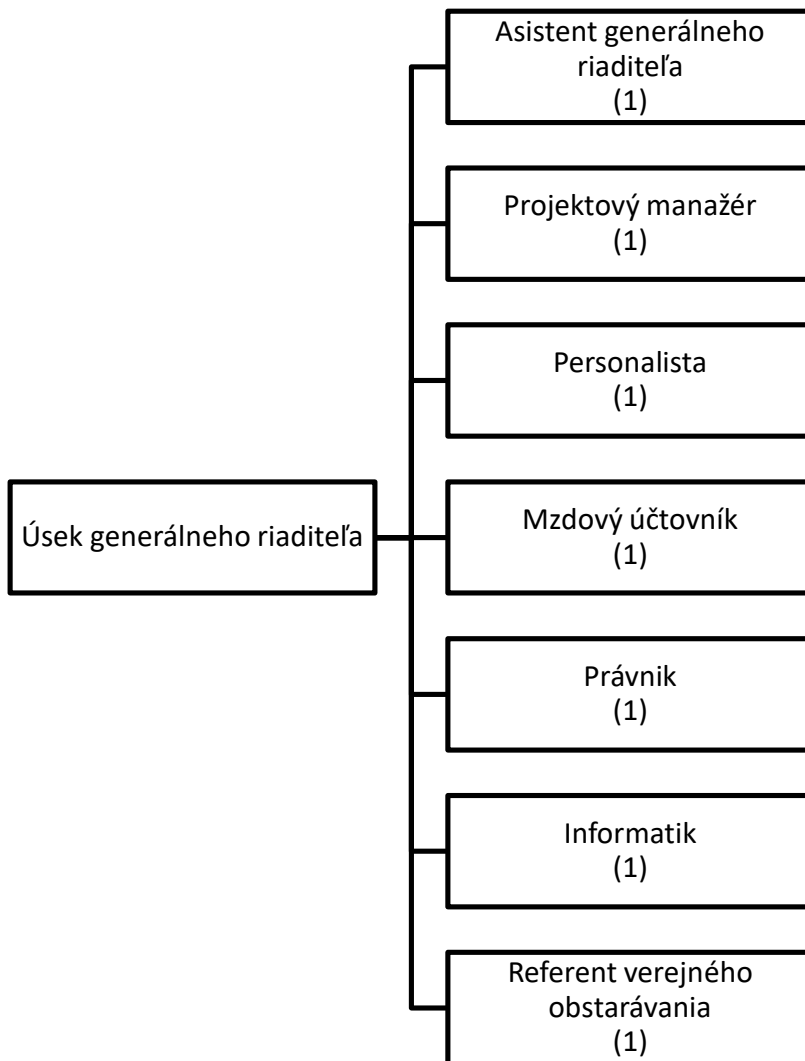 Asistent generálneho
riaditeľa
(1)
Projektový manažér
(1)
Personalista
(1)
Úsek generálneho riaditeľa
Mzdový účtovník
(1)
Právnik
(1)
Informatik
(1)
Referent verejného
obstarávania
(1)